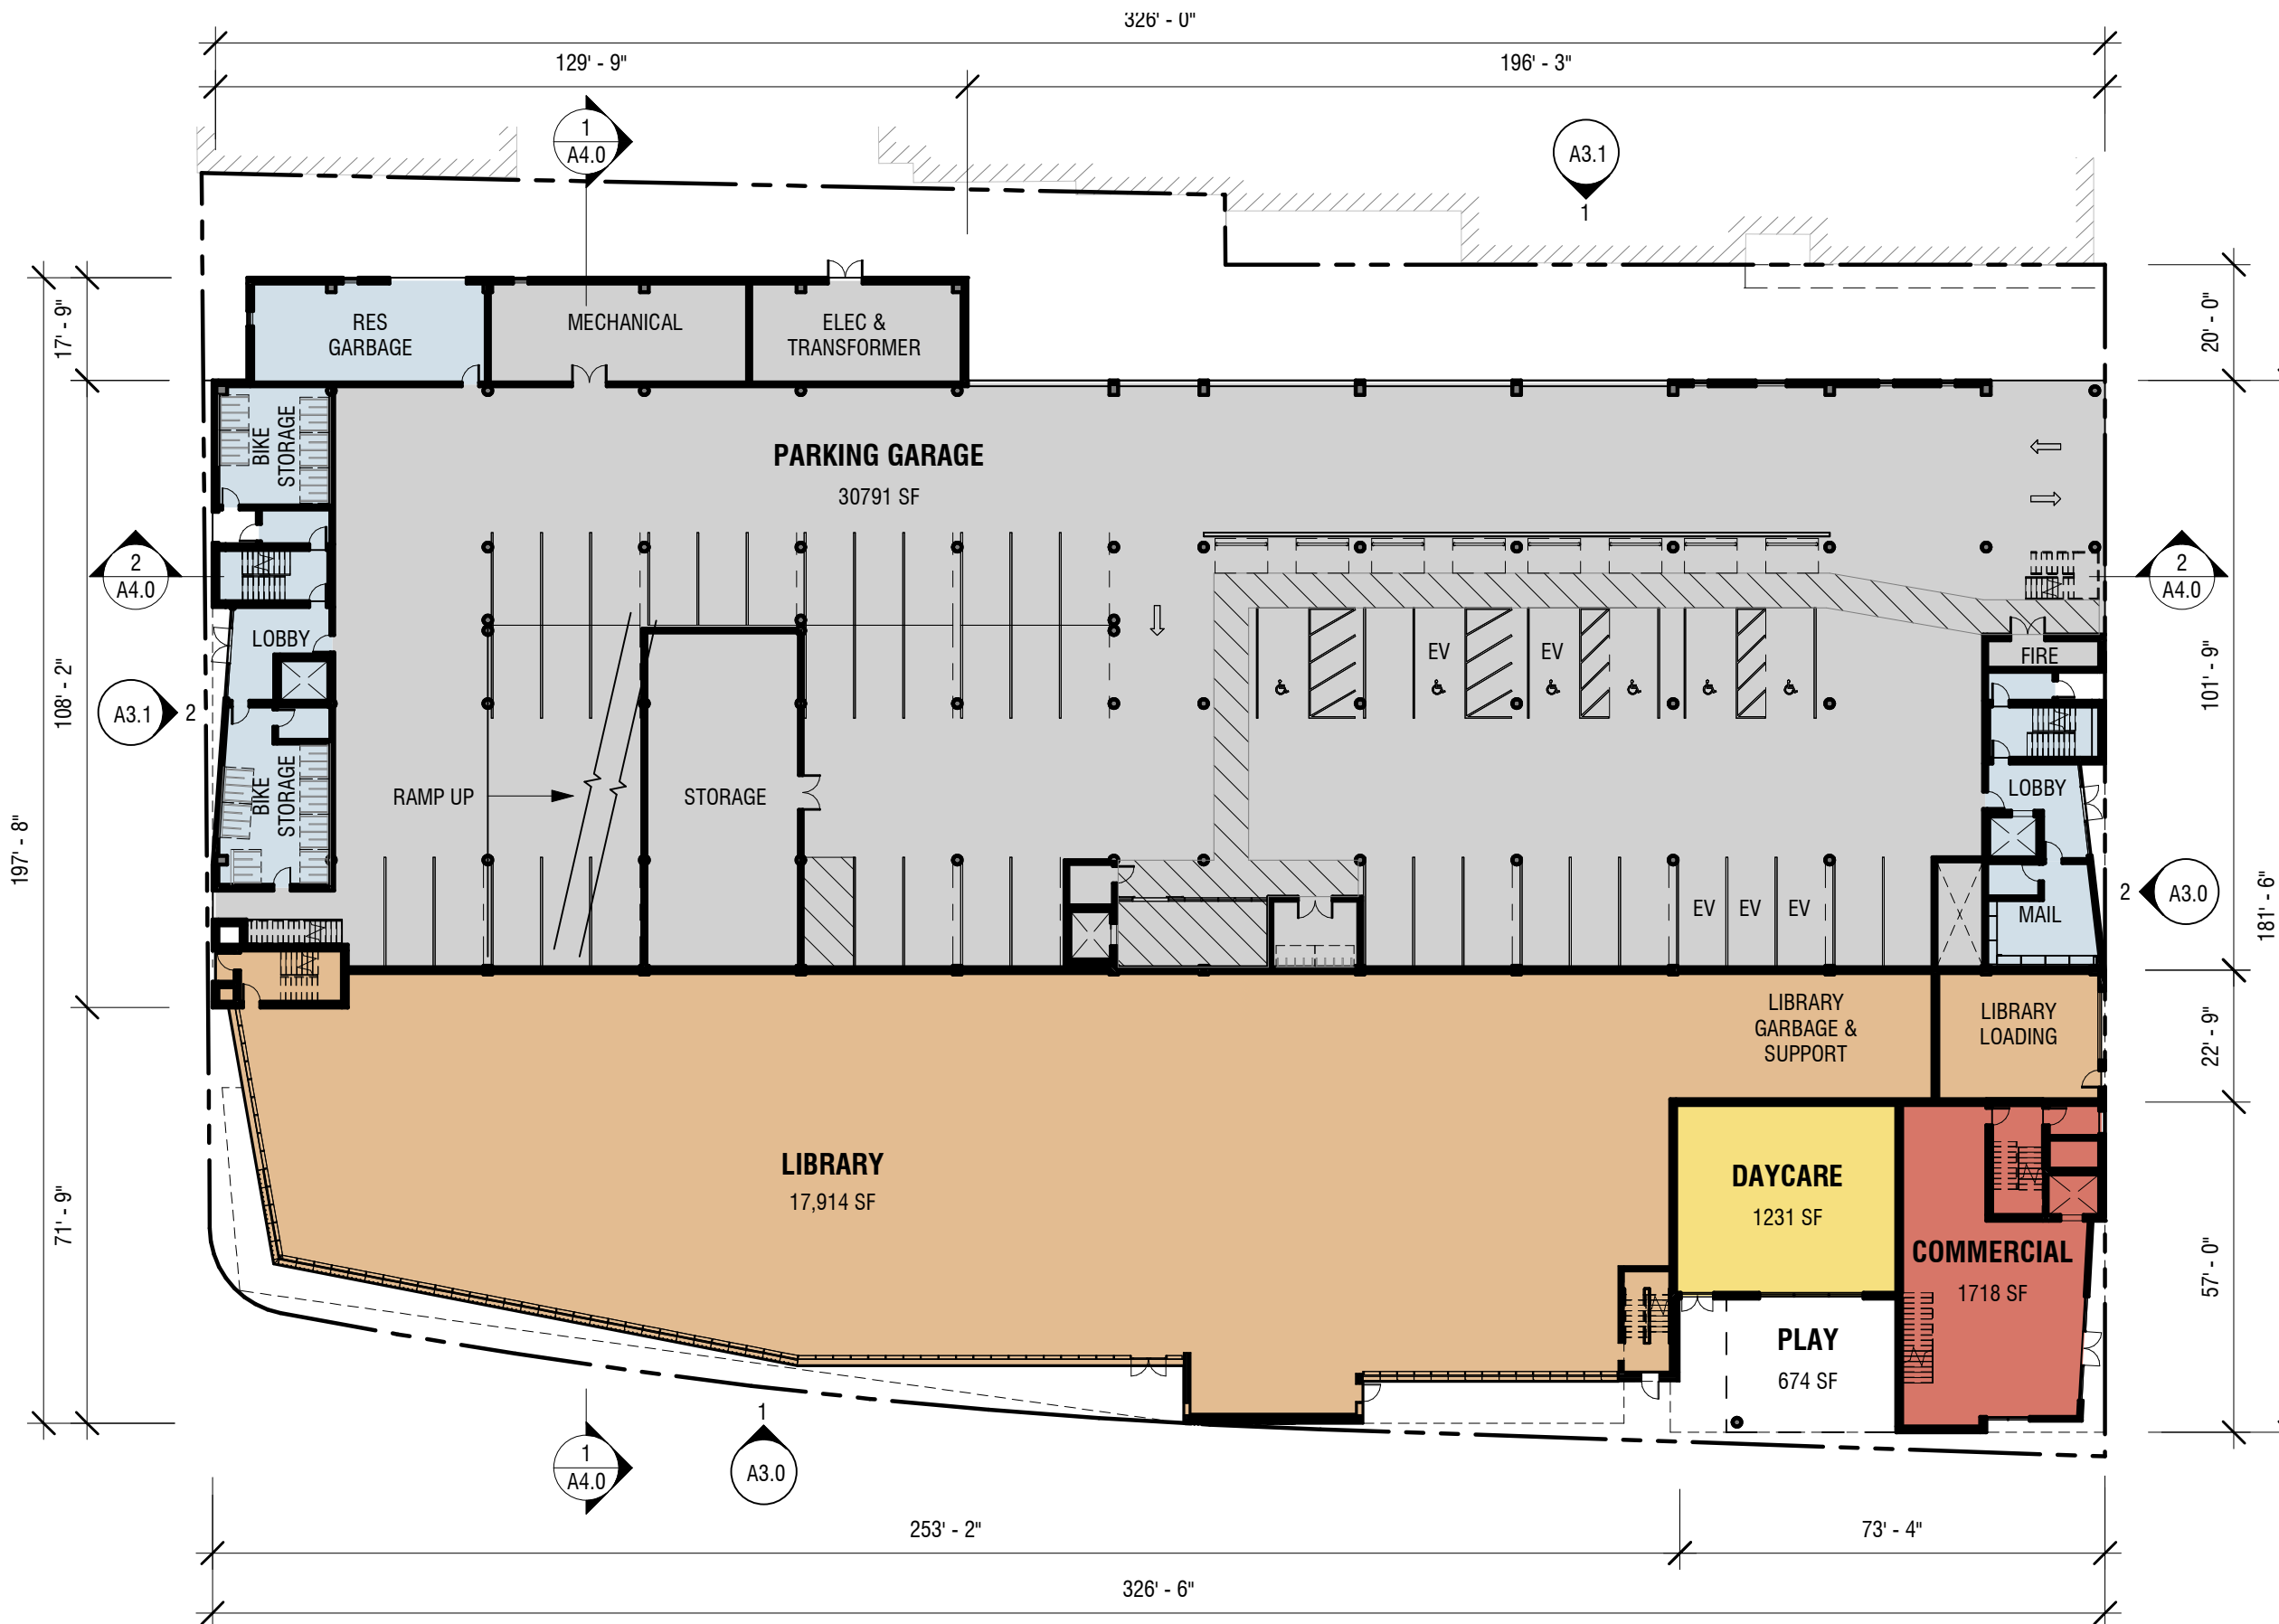 326' - 0"
129' - 9"
196' - 3"
1
A4.0
A3.1
1
17' - 9"
20' - 0"
RES
GARBAGE
MECHANICAL
ELEC &
TRANSFORMER
BIKE
STORAGE
PARKING GARAGE
30791 SF
2
A4.0
2
A4.0
LOBBY
EV
EV
FIRE
108' - 2"
101' - 9"
A3.1
2
197' - 8"
BIKE
STORAGE
RAMP UP
STORAGE
LOBBY
2
A3.0
181' - 6"
EV
EV
EV
MAIL
LIBRARY
GARBAGE &
SUPPORT
LIBRARY
LOADING
22' - 9"
71' - 9"
LIBRARY
17,914 SF
DAYCARE
1231 SF
COMMERCIAL
1718 SF
57' - 0"
PLAY
674 SF
1
A4.0
1
A3.0
253' - 2"
73' - 4"
326' - 6"